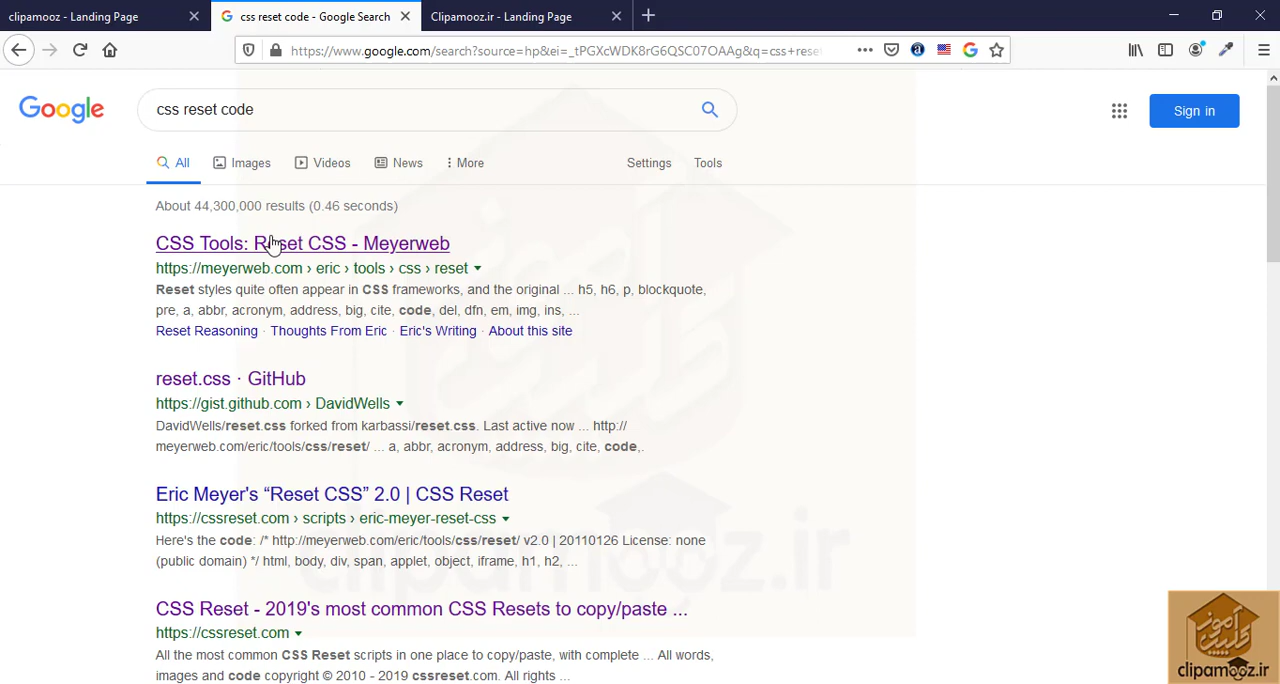 clipamooz - Landing Page
css reset code - Google Search
Clipamooz.ir - Landing Page
https://www.google.com/search?source=hp&ei=_tPGXcWDK8rG6QSC07OAAg&q=css+rese
Google
css reset code
Sign in
All
Images
Videos
News
More
Settings
Tools
About 44,300,000 results (0.46 seconds)
CSS Tools: Reset CSS - Meyerweb
https://meyerweb.com › eric › tools › css › reset
Reset styles quite often appear in CSS frameworks, and the original ... h5, h6, p, blockquote,
pre, a, abbr, acronym, address, big, cite, code, del, dfn, em, img, ins, ...
Reset Reasoning · Thoughts From Eric · Eric's Writing · About this site
reset.css · GitHub
https://gist.github.com › DavidWells
DavidWells/reset.css forked from karbassi/reset.css. Last active now ... http://
meyerweb.com/eric/tools/css/reset/ ... a, abbr, acronym, address, big, cite, code,.
Eric Meyer's “Reset CSS” 2.0 | CSS Reset
https://cssreset.com › scripts › eric-meyer-reset-css
Here's the code: /* http://meyerweb.com/eric/tools/css/reset/ v2.0 | 20110126 License: none
(public domain) */ html, body, div, span, applet, object, iframe, h1, h2, ...
CSS Reset - 2019's most common CSS Resets to copy/paste ...
https://cssreset.com
All the most common CSS Reset scripts in one place to copy/paste, with complete ... All words,
images and code copyright © 2010 - 2019 cssreset.com. All rights ...
clipamooz.ir
کلیپ آموز
clipamooz.ir